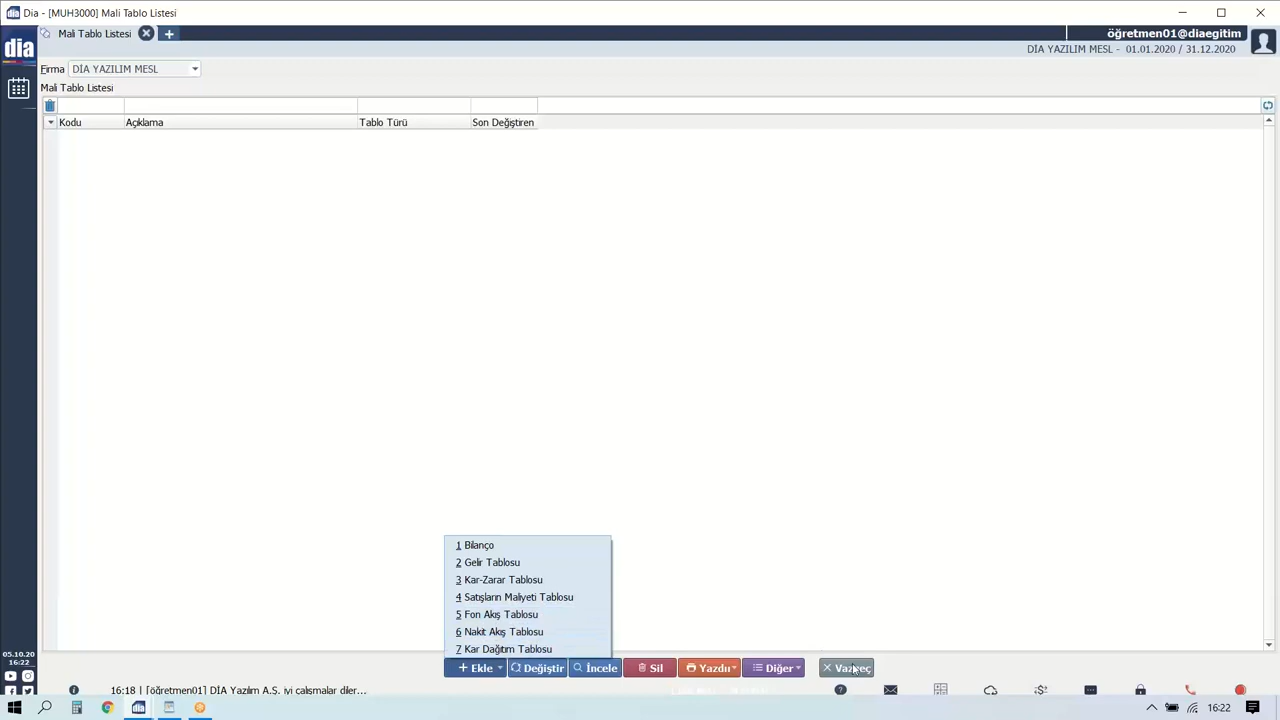 Dia - [MUH3000] Mali Tablo Listesi
dia
Mali Tablo Listesi
öğretmen01@diaegitim
DİA YAZILIM MESL - 01.01.2020 / 31.12.2020
Firma DİA YAZILIM MESL
Mali Tablo Listesi
Kodu Açıklama Tablo Türü Son Değiştiren
1 Bilanço
2 Gelir Tablosu
3 Kar-Zarar Tablosu
4 Satışların Maliyeti Tablosu
5 Fon Akış Tablosu
6 Nakit Akış Tablosu
7 Kar Dağıtım Tablosu
Ekle Değiştir İncele Sil Yazdır Diğer Vazgeç
05.10.20
16:22
16:18 | [öğretmen01] DİA Yazılım A.Ş. iyi çalışmalar diler...
16:22